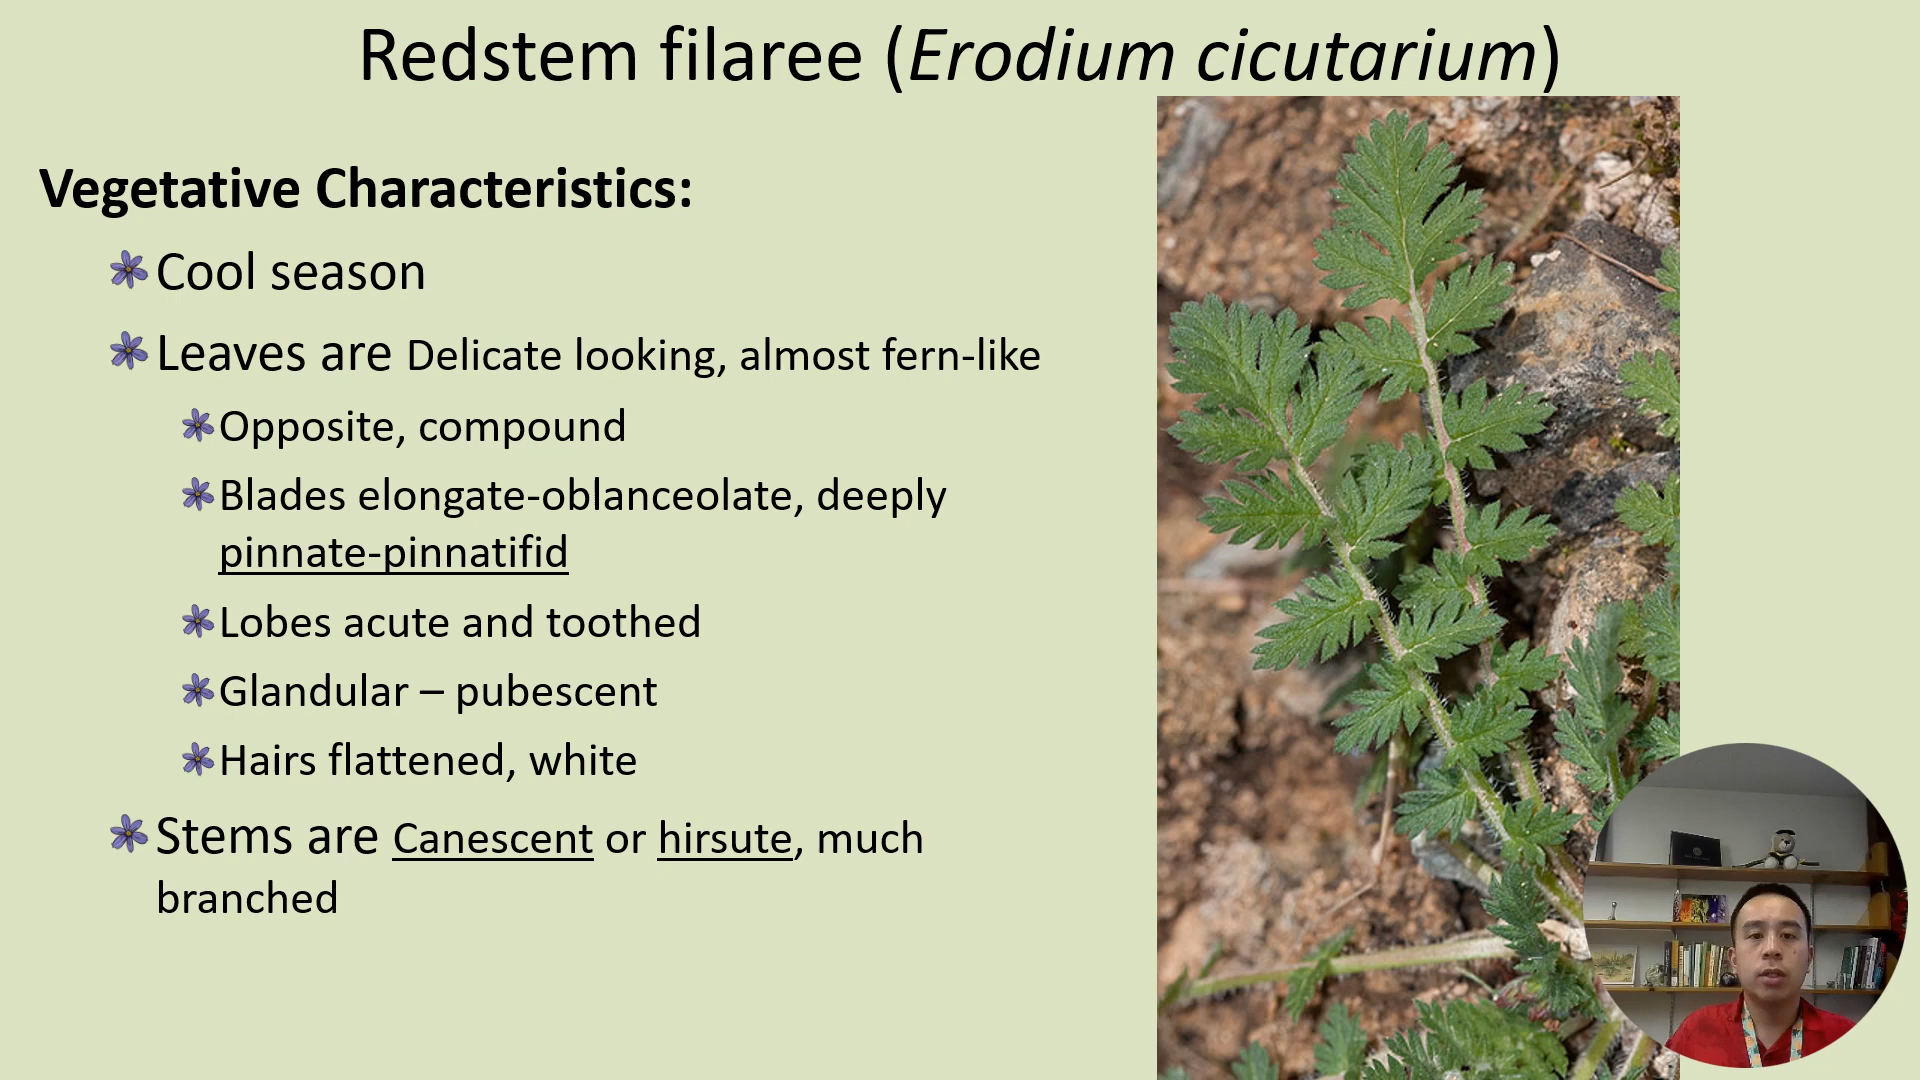 Redstem filaree (Erodium cicutarium)
Vegetative Characteristics:
Cool season
Leaves are Delicate looking, almost fern-like
Opposite, compound
Blades elongate-oblanceolate, deeply
pinnate-pinnatifid
Lobes acute and toothed
Glandular – pubescent
Hairs flattened, white
Stems are Canescent or hirsute, much
branched